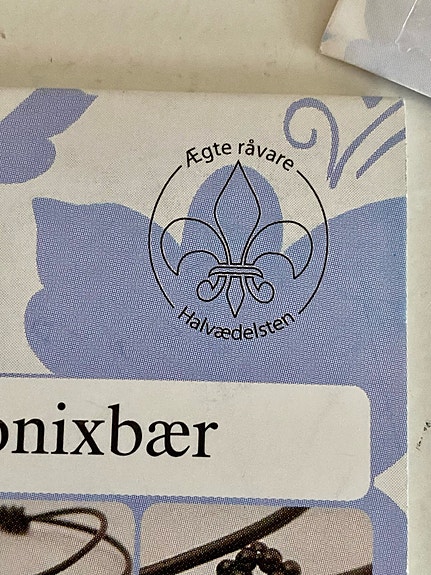 Ægte råvare
Halvædelsten
onixbær